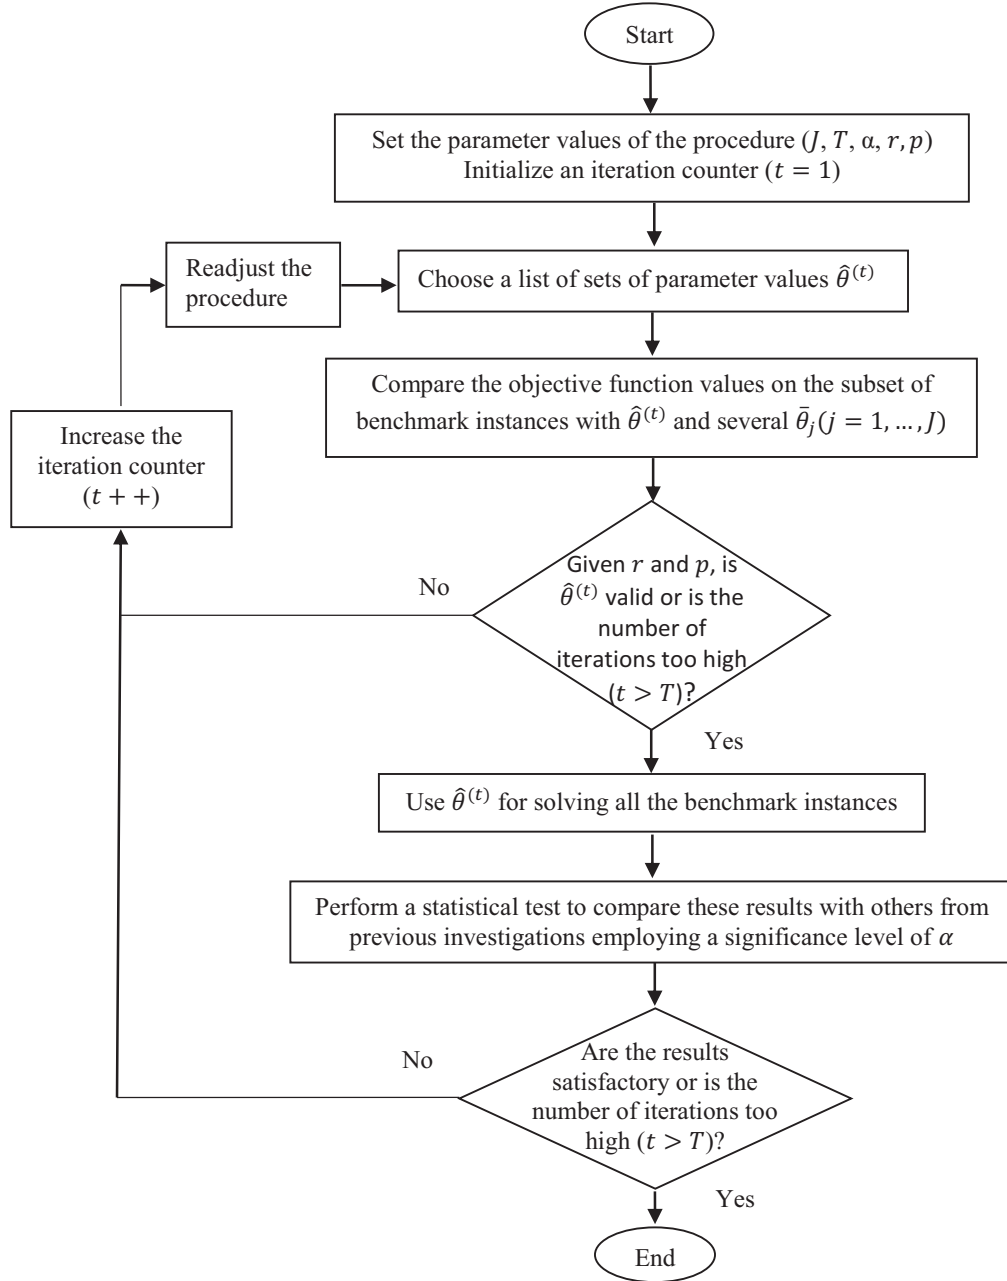 Start
Set the parameter values of the procedure (J, T, α, r, p)
Initialize an iteration counter (t = 1)
Readjust the
procedure
Choose a list of sets of parameter values θ̂⁽ᵗ⁾
Compare the objective function values on the subset of
benchmark instances with θ̂⁽ᵗ⁾ and several θ̄ⱼ(j = 1, … , J)
Increase the
iteration counter
(t + +)
Given r and p, is
θ̂⁽ᵗ⁾ valid or is the
number of
iterations too high
(t > T)?
No
Yes
Use θ̂⁽ᵗ⁾ for solving all the benchmark instances
Perform a statistical test to compare these results with others from
previous investigations employing a significance level of α
Are the results
satisfactory or is the
number of iterations too
high (t > T)?
No
Yes
End